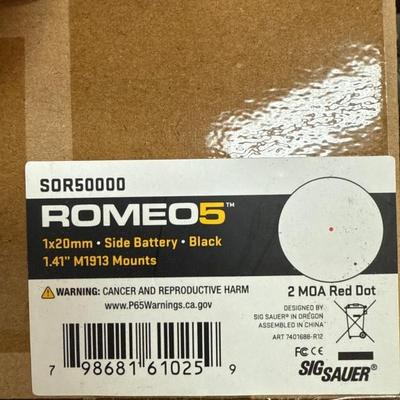 SOR50000
ROMEO5™
1x20mm • Side Battery • Black
1.41" M1913 Mounts
WARNING: CANCER AND REPRODUCTIVE HARM
www.P65Warnings.ca.gov
2 MOA Red Dot
DESIGNED BY
SIG SAUER® IN OREGON
ASSEMBLED IN CHINA
ART 7401688-R12
FC CE
SIG SAUER®
7 98681 61025 9